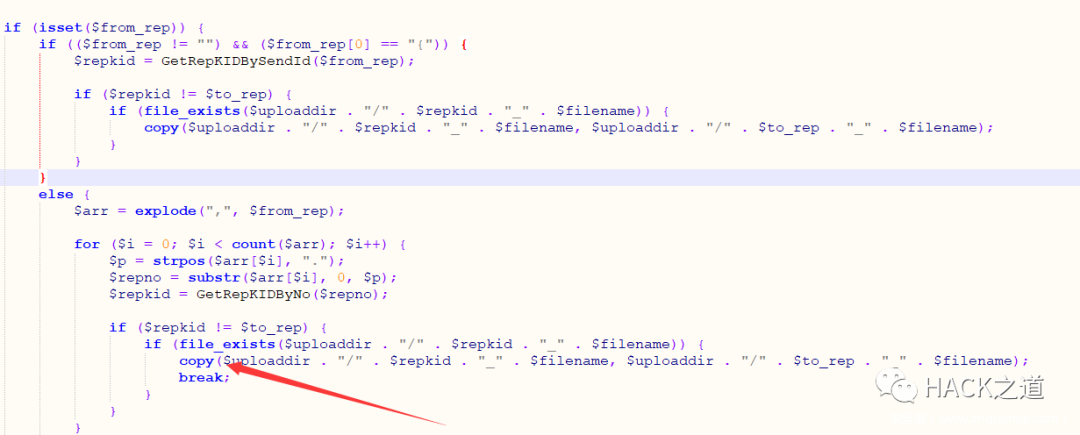 if (isset($from_rep)) {
if (($from_rep != "") && ($from_rep[0] == "{")) {
$repkid = GetRepKIDBySendId($from_rep);
if ($repkid != $to_rep) {
if (file_exists($uploaddir . "/" . $repkid . "_" . $filename)) {
copy($uploaddir . "/" . $repkid . "_" . $filename, $uploaddir . "/" . $to_rep . "_" . $filename);
}
}
}
else {
$arr = explode(",", $from_rep);
for ($i = 0; $i < count($arr); $i++) {
$p = strpos($arr[$i], ".");
$repno = substr($arr[$i], 0, $p);
$repkid = GetRepKIDByNo($repno);
if ($repkid != $to_rep) {
if (file_exists($uploaddir . "/" . $repkid . "_" . $filename)) {
copy($uploaddir . "/" . $repkid . "_" . $filename, $uploaddir . "/" . $to_rep . "_" . $filename);
break;
}
}
}
HACK之道